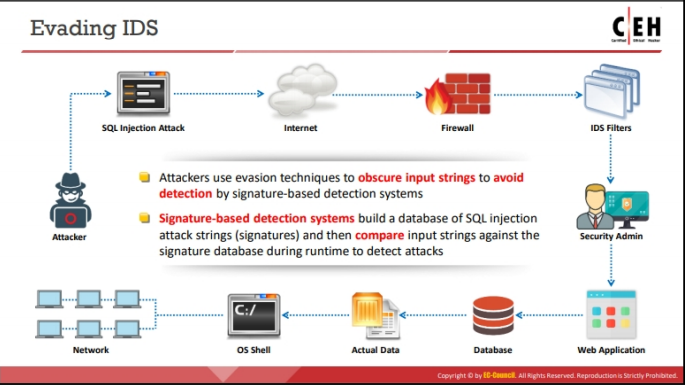 Evading IDS
C|EH
Certified Ethical Hacker
SQL Injection Attack
Internet
Firewall
IDS Filters
Attacker
Attackers use evasion techniques to obscure input strings to avoid
detection by signature-based detection systems
Signature-based detection systems build a database of SQL injection
attack strings (signatures) and then compare input strings against the
signature database during runtime to detect attacks
Security Admin
C:/
Network
OS Shell
Actual Data
Database
Web Application
Copyright © by EC-Council. All Rights Reserved. Reproduction is Strictly Prohibited.